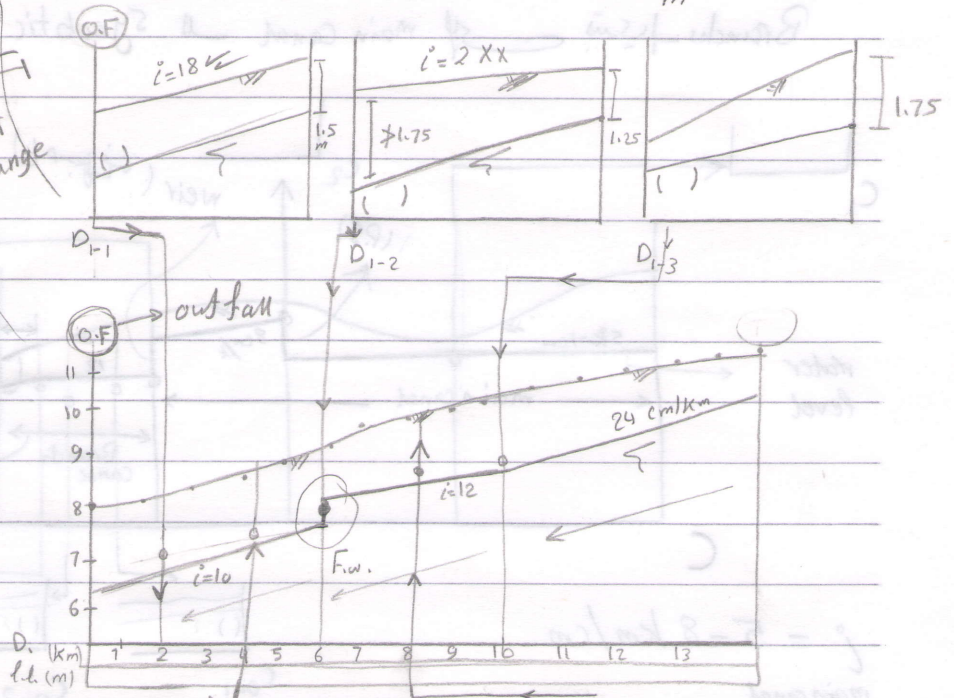 O.F
i=18
1.5
m
( )
i=2 XX
≯1.75
1.25
( )
1.75
( )
ange
D1-1
D1-2
D1-3
O.F
out fall
11
10
9
8
7
6
24 cm/km
i=12
i=10
F.w.
D. (Km) 1 2 3 4 5 6 7 8 9 10 11 12 13
l.l. (m)